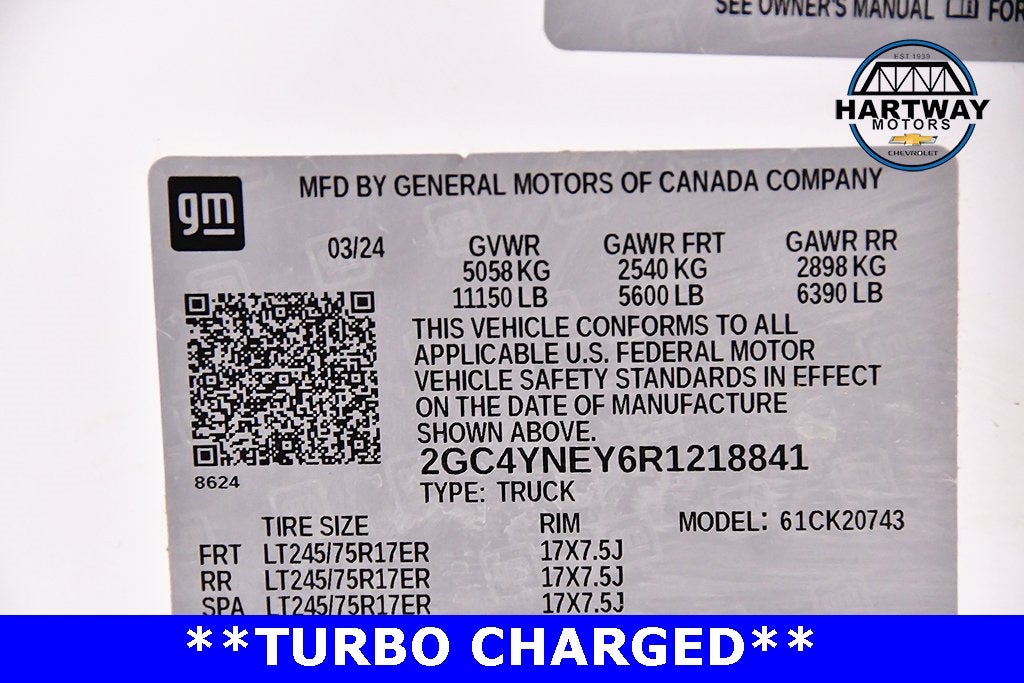 SEE OWNER'S MANUAL FOR
EST 1939
HARTWAY
MOTORS
CHEVROLET
gm
MFD BY GENERAL MOTORS OF CANADA COMPANY
03/24 GVWR GAWR FRT GAWR RR
5058 KG 2540 KG 2898 KG
11150 LB 5600 LB 6390 LB
THIS VEHICLE CONFORMS TO ALL
APPLICABLE U.S. FEDERAL MOTOR
VEHICLE SAFETY STANDARDS IN EFFECT
ON THE DATE OF MANUFACTURE
SHOWN ABOVE.
2GC4YNEY6R1218841
8624
TYPE: TRUCK
TIRE SIZE RIM MODEL: 61CK20743
FRT LT245/75R17ER 17X7.5J
RR LT245/75R17ER 17X7.5J
SPA LT245/75R17ER 17X7.5J
**TURBO CHARGED**